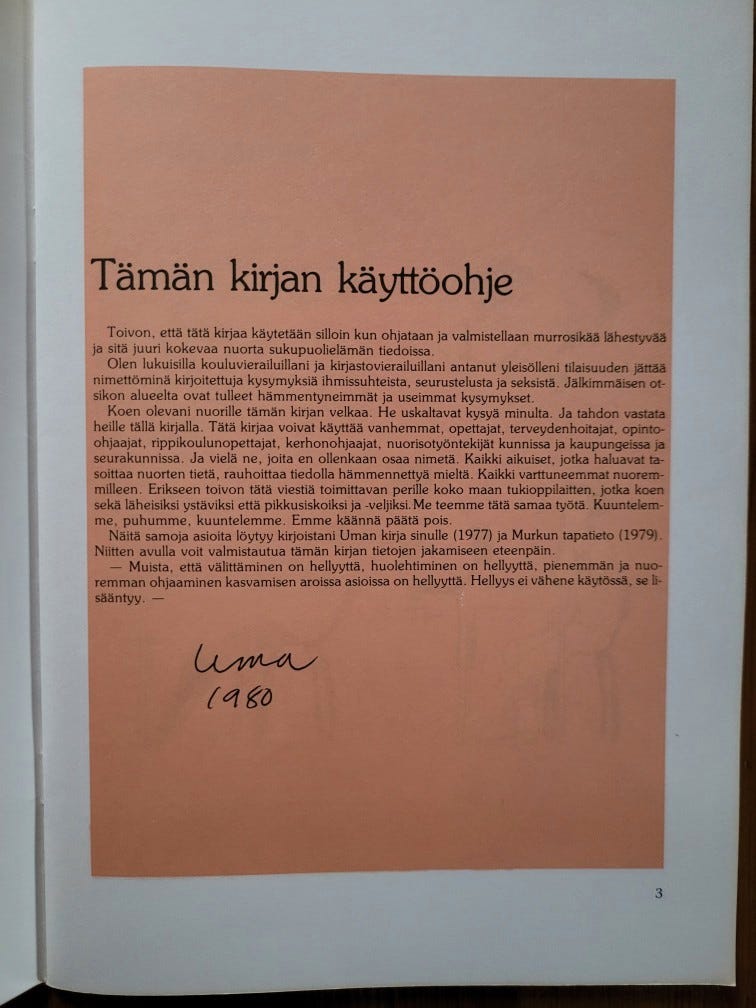 Tämän kirjan käyttöohje
Toivon, että tätä kirjaa käytetään silloin kun ohjataan ja valmistellaan murrosikää lähestyvää
ja sitä juuri kokevaa nuorta sukupuolielämän tiedoissa.
Olen lukuisilla kouluvierailuillani ja kirjastovierailuillani antanut yleisölleni tilaisuuden jättää
nimettöminä kirjoitettuja kysymyksiä ihmissuhteista, seurustelusta ja seksistä. Jälkimmäisen ot-
sikon alueelta ovat tulleet hämmentyneimmät ja useimmat kysymykset.
Koen olevani nuorille tämän kirjan velkaa. He uskaltavat kysyä minulta. Ja tahdon vastata
heille tällä kirjalla. Tätä kirjaa voivat käyttää vanhemmat, opettajat, terveydenhoitajat, opinto-
ohjaajat, rippikoulunopettajat, kerhonohjaajat, nuorisotyöntekijät kunnissa ja kaupungeissa ja
seurakunnissa. Ja vielä ne, joita en ollenkaan osaa nimetä. Kaikki aikuiset, jotka haluavat ta-
soittaa nuorten tietä, rauhoittaa tiedolla hämmennettyä mieltä. Kaikki varttuneemmat nuorem-
milleen. Erikseen toivon tätä viestiä toimittavan perille koko maan tukioppilaitten, jotka koen
sekä läheisiksi ystäviksi että pikkusiskoiksi ja -veljiksi. Me teemme tätä samaa työtä. Kuuntelem-
me, puhumme, kuuntelemme. Emme käännä päätä pois.
Näitä samoja asioita löytyy kirjoistani Uman kirja sinulle (1977) ja Murkun tapatieto (1979).
Niitten avulla voit valmistautua tämän kirjan tietojen jakamiseen eteenpäin.
— Muista, että välittäminen on hellyyttä, huolehtiminen on hellyyttä, pienemmän ja nuo-
remman ohjaaminen kasvamisen aroissa asioissa on hellyyttä. Hellyys ei vähene käytössä, se li-
sääntyy. —
Uma
1980
3